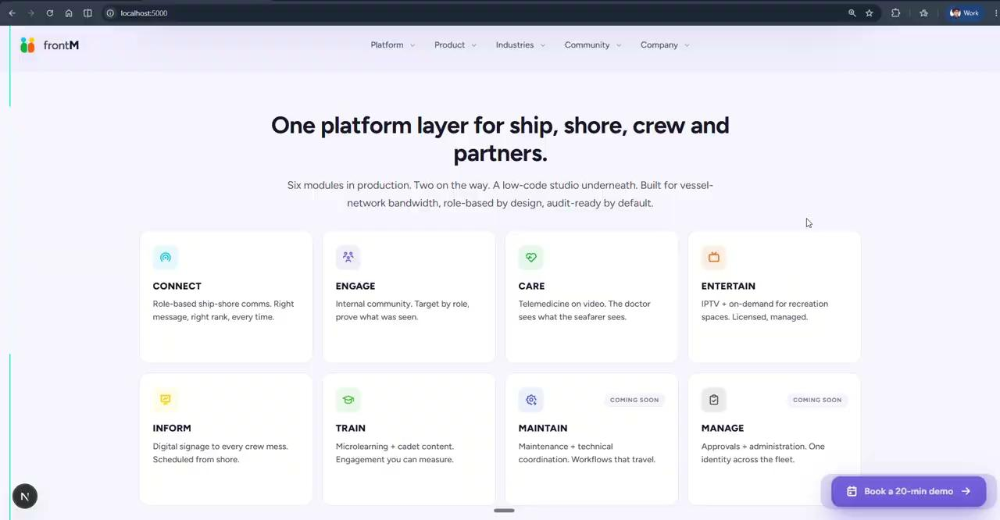 localhost:5000
Work
frontM
Platform
Product
Industries
Community
Company
One platform layer for ship, shore, crew and
partners.
Six modules in production. Two on the way. A low-code studio underneath. Built for vessel-
network bandwidth, role-based by design, audit-ready by default.
CONNECT
Role-based ship-shore comms. Right
message, right rank, every time.
ENGAGE
Internal community. Target by role,
prove what was seen.
CARE
Telemedicine on video. The doctor
sees what the seafarer sees.
ENTERTAIN
IPTV + on-demand for recreation
spaces. Licensed, managed.
INFORM
Digital signage to every crew mess.
Scheduled from shore.
TRAIN
Microlearning + cadet content.
Engagement you can measure.
COMING SOON
MAINTAIN
Maintenance + technical
coordination. Workflows that travel.
COMING SOON
MANAGE
Approvals + administration. One
identity across the fleet.
N
Book a 20-min demo